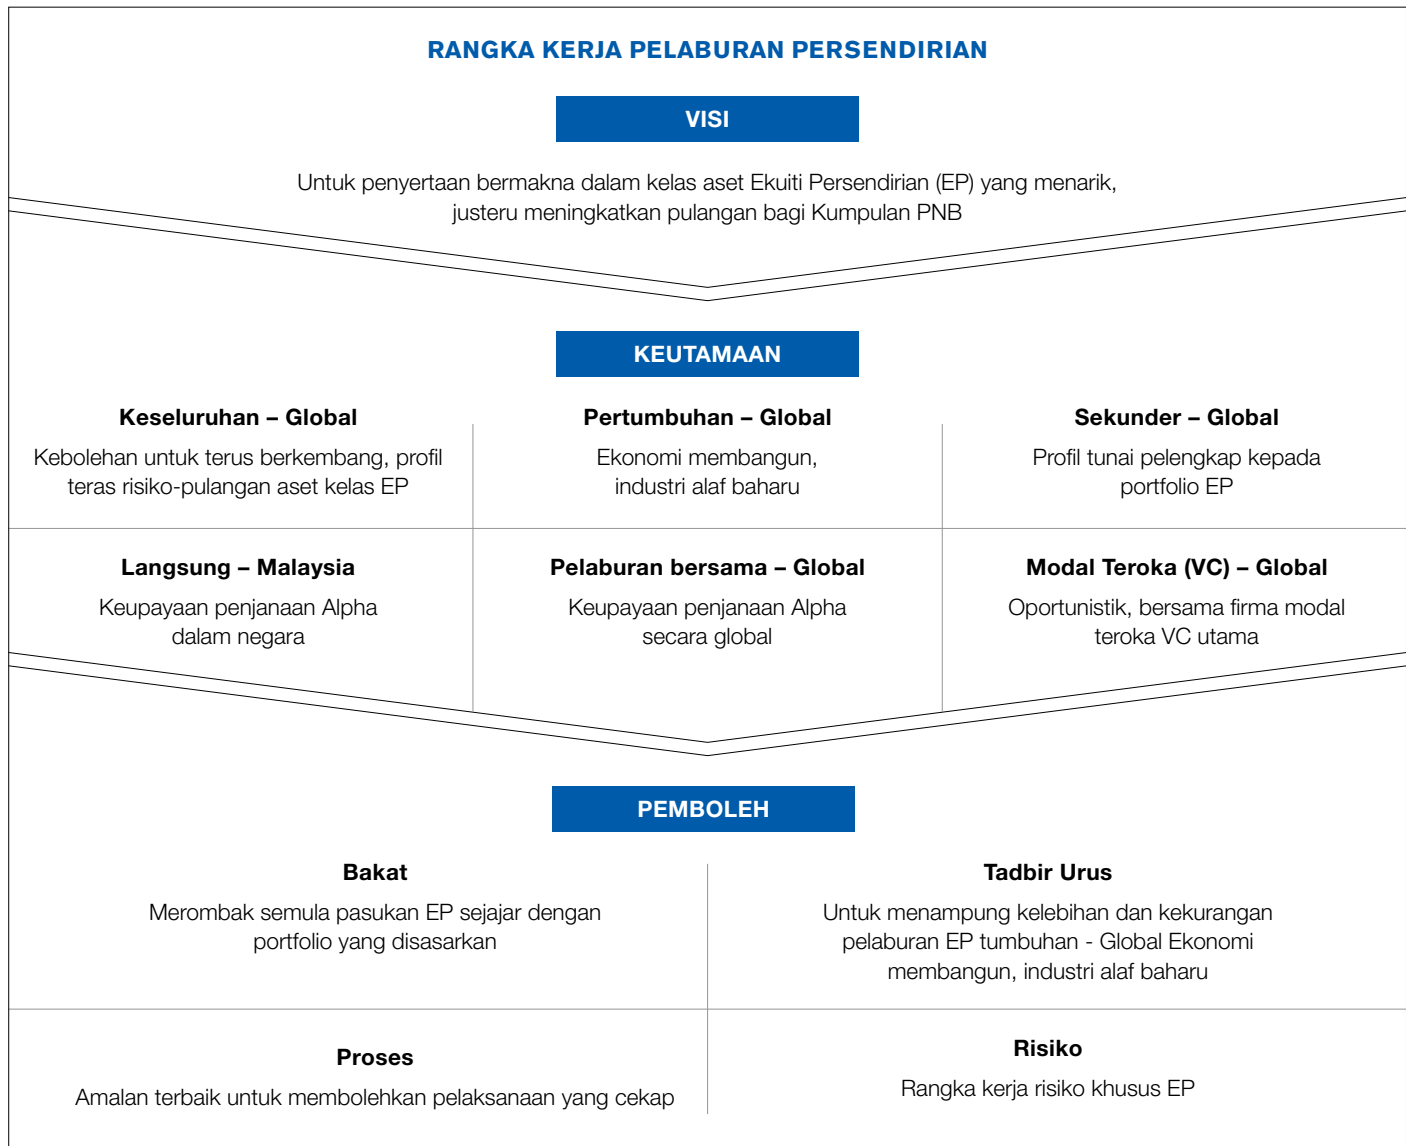 RANGKA KERJA PELABURAN PERSENDIRIAN
VISI
Untuk penyertaan bermakna dalam kelas aset Ekuiti Persendirian (EP) yang menarik,
justeru meningkatkan pulangan bagi Kumpulan PNB
KEUTAMAAN
Keseluruhan – Global
Kebolehan untuk terus berkembang, profil
teras risiko-pulangan aset kelas EP
Pertumbuhan – Global
Ekonomi membangun,
industri alaf baharu
Sekunder – Global
Profil tunai pelengkap kepada
portfolio EP
Langsung – Malaysia
Keupayaan penjanaan Alpha
dalam negara
Pelaburan bersama – Global
Keupayaan penjanaan Alpha
secara global
Modal Teroka (VC) – Global
Oportunistik, bersama firma modal
teroka VC utama
PEMBOLEH
Bakat
Merombak semula pasukan EP sejajar dengan
portfolio yang disasarkan
Tadbir Urus
Untuk menampung kelebihan dan kekurangan
pelaburan EP tumbuhan - Global Ekonomi
membangun, industri alaf baharu
Proses
Amalan terbaik untuk membolehkan pelaksanaan yang cekap
Risiko
Rangka kerja risiko khusus EP